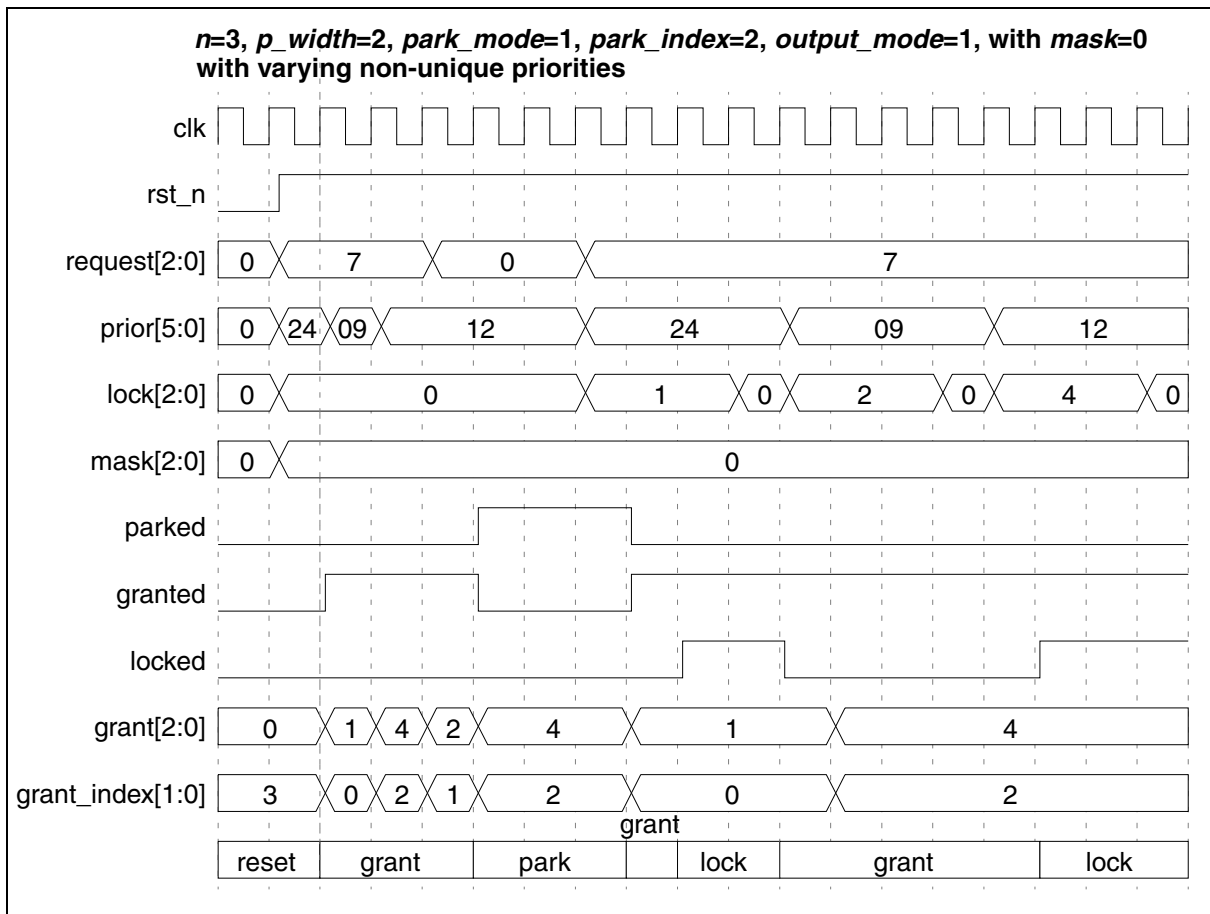 n=3, p_width=2, park_mode=1, park_index=2, output_mode=1, with mask=0
with varying non-unique priorities
clk
rst_n
request[2:0] 0 7 0 7
prior[5:0] 0 24 09 12 24 09 12
lock[2:0] 0 0 1 0 2 0 4 0
mask[2:0] 0 0
parked
granted
locked
grant[2:0] 0 1 4 2 4 1 4
grant_index[1:0] 3 0 2 1 2 0 2
grant
reset grant park lock grant lock